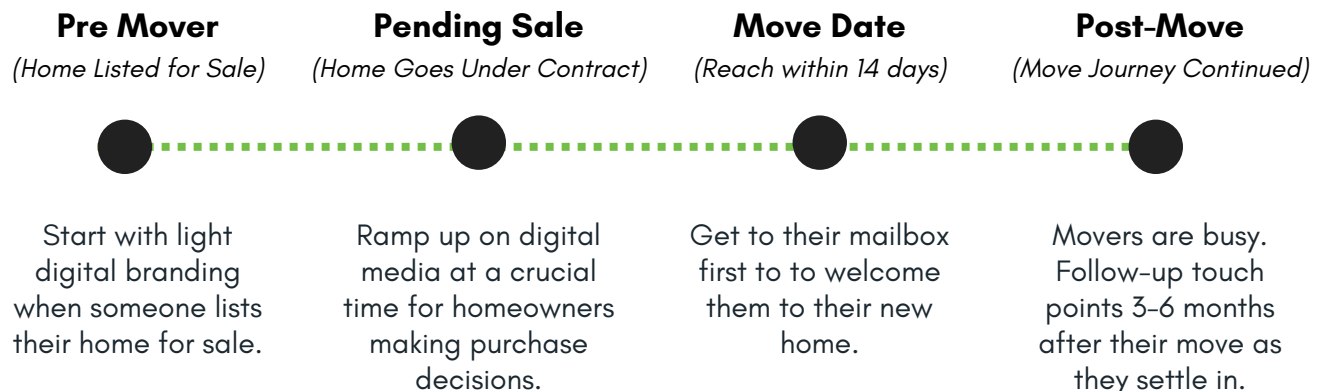 Pre Mover
(Home Listed for Sale)
Start with light
digital branding
when someone lists
their home for sale.
Pending Sale
(Home Goes Under Contract)
Ramp up on digital
media at a crucial
time for homeowners
making purchase
decisions.
Move Date
(Reach within 14 days)
Get to their mailbox
first to to welcome
them to their new
home.
Post-Move
(Move Journey Continued)
Movers are busy.
Follow-up touch
points 3-6 months
after their move as
they settle in.